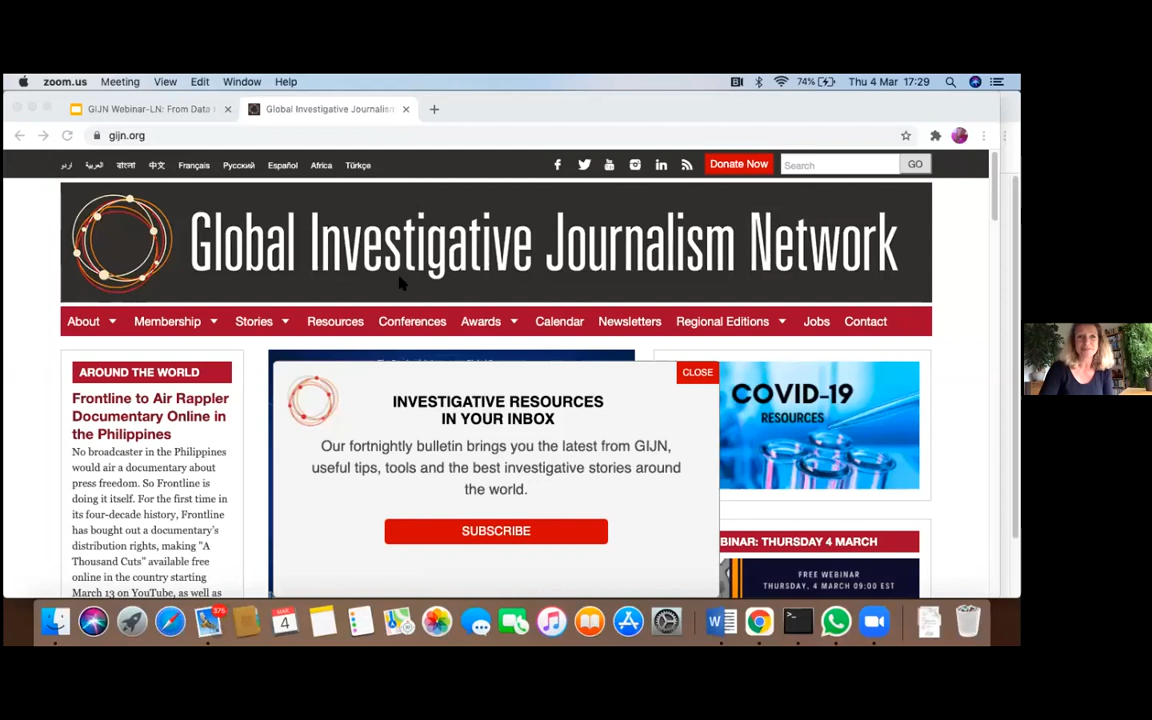 zoom.us Meeting View Edit Window Help 74% Thu 4 Mar 17:29
GIJN Webinar-LN: From Data Global Investigative Journalism
gijn.org
اردو العربية বাংলা 中文 Français Русский Español Africa Türkçe Donate Now Search GO
Global Investigative Journalism Network
About Membership Stories Resources Conferences Awards Calendar Newsletters Regional Editions Jobs Contact
AROUND THE WORLD
Frontline to Air Rappler
Documentary Online in
the Philippines
No broadcaster in the Philippines
would air a documentary about
press freedom. So Frontline is
doing it itself. For the first time in
its four-decade history, Frontline
has bought out a documentary's
distribution rights, making "A
Thousand Cuts" available free
online in the country starting
March 13 on YouTube, as well as
CLOSE
INVESTIGATIVE RESOURCES
IN YOUR INBOX
Our fortnightly bulletin brings you the latest from GIJN,
useful tips, tools and the best investigative stories around
the world.
SUBSCRIBE
COVID-19
RESOURCES
BINAR: THURSDAY 4 MARCH
FREE WEBINAR
THURSDAY, 4 MARCH 09:00 EST
375
MAR
4